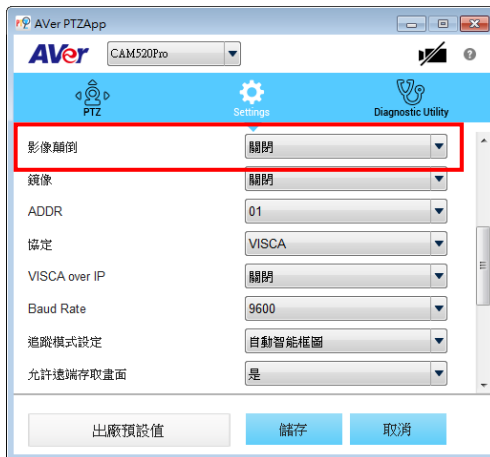 AVer PTZApp
AVer CAM520Pro
PTZ Settings Diagnostic Utility
影像顛倒 關閉
鏡像 關閉
ADDR 01
協定 VISCA
VISCA over IP 關閉
Baud Rate 9600
追蹤模式設定 自動智能框圖
允許遠端存取畫面 是
出廠預設值 儲存 取消